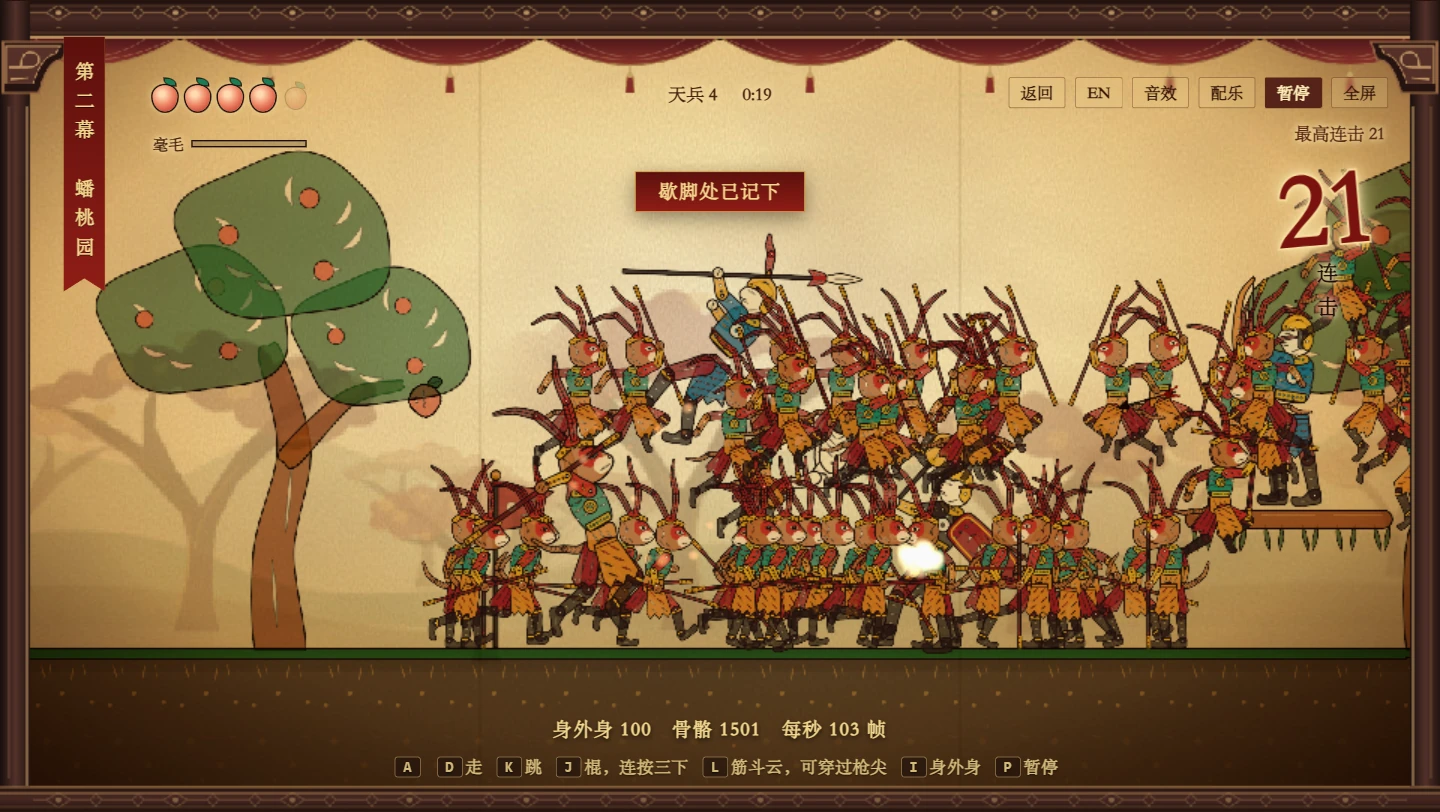 第二幕 蟠桃园
天兵 4 0:19
返回 EN 音效 配乐 暂停 全屏
最高连击 21
毫毛
歇脚处已记下
21
连击
身外身 100 骨骼 1501 每秒 103 帧
A D 走 K 跳 J 棍，连按三下 L 筋斗云，可穿过枪尖 I 身外身 P 暂停